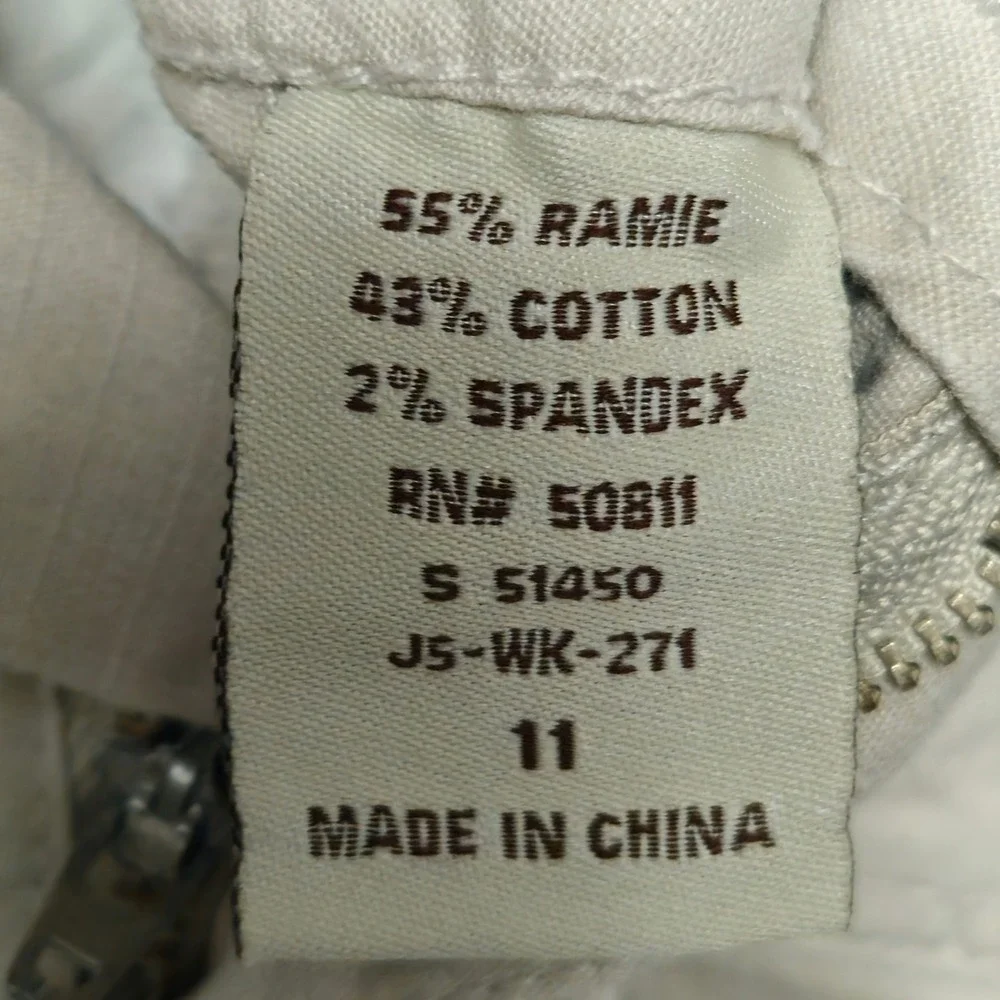 55% RAMIE
43% COTTON
2% SPANDEX
RN# 50811
S 51450
J5-WK-271
11
MADE IN CHINA